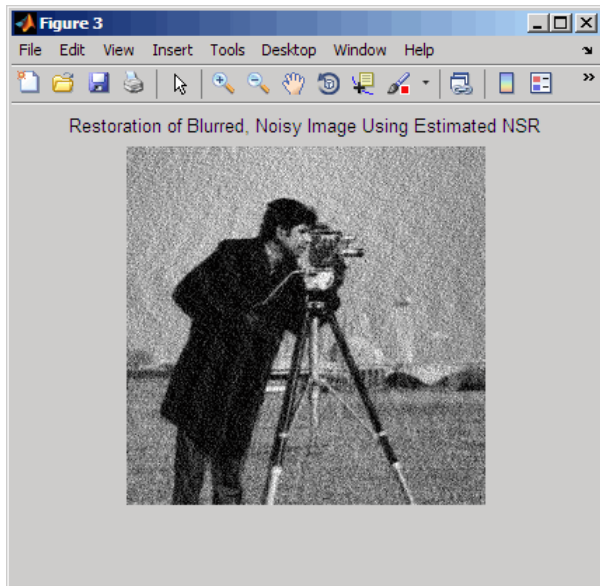 Figure 3
File Edit View Insert Tools Desktop Window Help
Restoration of Blurred, Noisy Image Using Estimated NSR